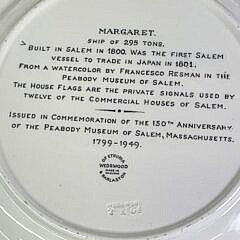 MARGARET.
SHIP OF 295 TONS.
BUILT IN SALEM IN 1800. WAS THE FIRST SALEM
VESSEL TO TRADE IN JAPAN IN 1801.
FROM A WATERCOLOR BY FRANCESCO RESMAN IN THE
PEABODY MUSEUM OF SALEM.
THE HOUSE FLAGS ARE THE PRIVATE SIGNALS USED BY
TWELVE OF THE COMMERCIAL HOUSES OF SALEM.
ISSUED IN COMMEMORATION OF THE 150TH ANNIVERSARY
OF THE PEABODY MUSEUM OF SALEM, MASSACHUSETTS.
1799-1949.
OF ETRURIA
WEDGWOOD
MADE IN
ENGLAND
& BARLASTON